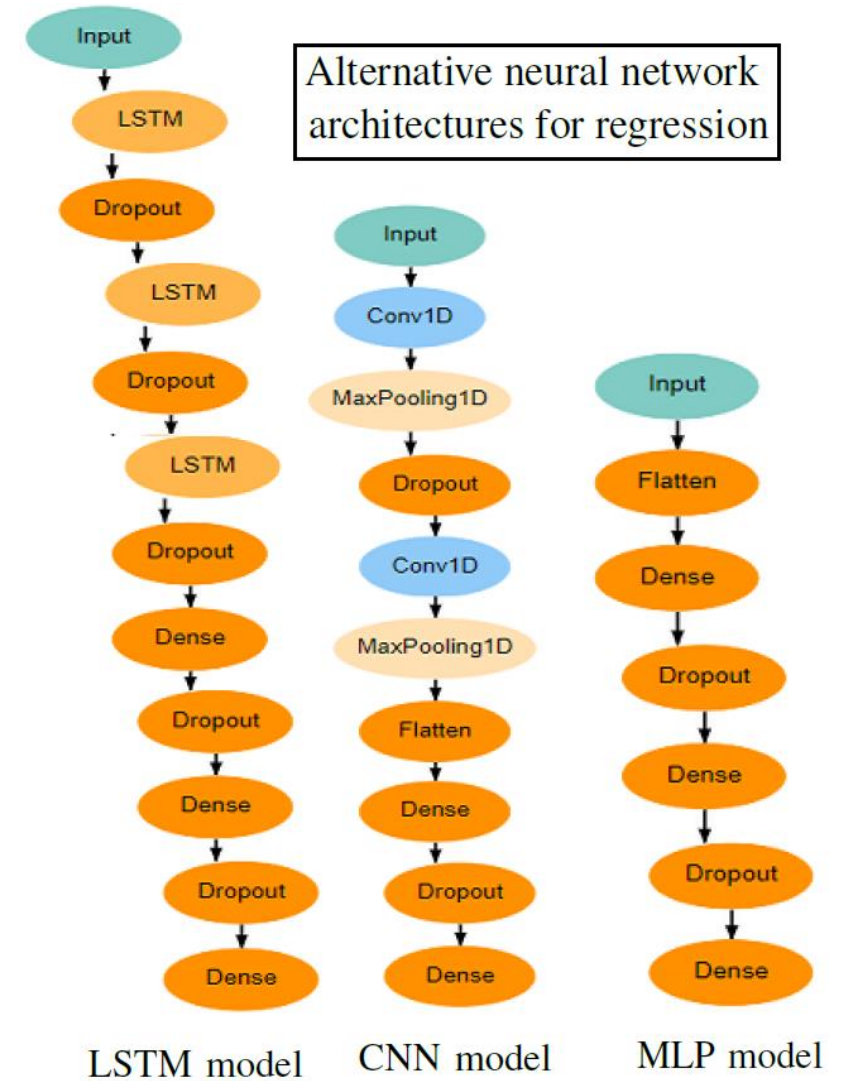 Alternative neural network
architectures for regression
Input
LSTM
Dropout
LSTM
Dropout
LSTM
Dropout
Dense
Dropout
Dense
Dropout
Dense
LSTM model
Input
Conv1D
MaxPooling1D
Dropout
Conv1D
MaxPooling1D
Flatten
Dense
Dropout
Dense
CNN model
Input
Flatten
Dense
Dropout
Dense
Dropout
Dense
MLP model